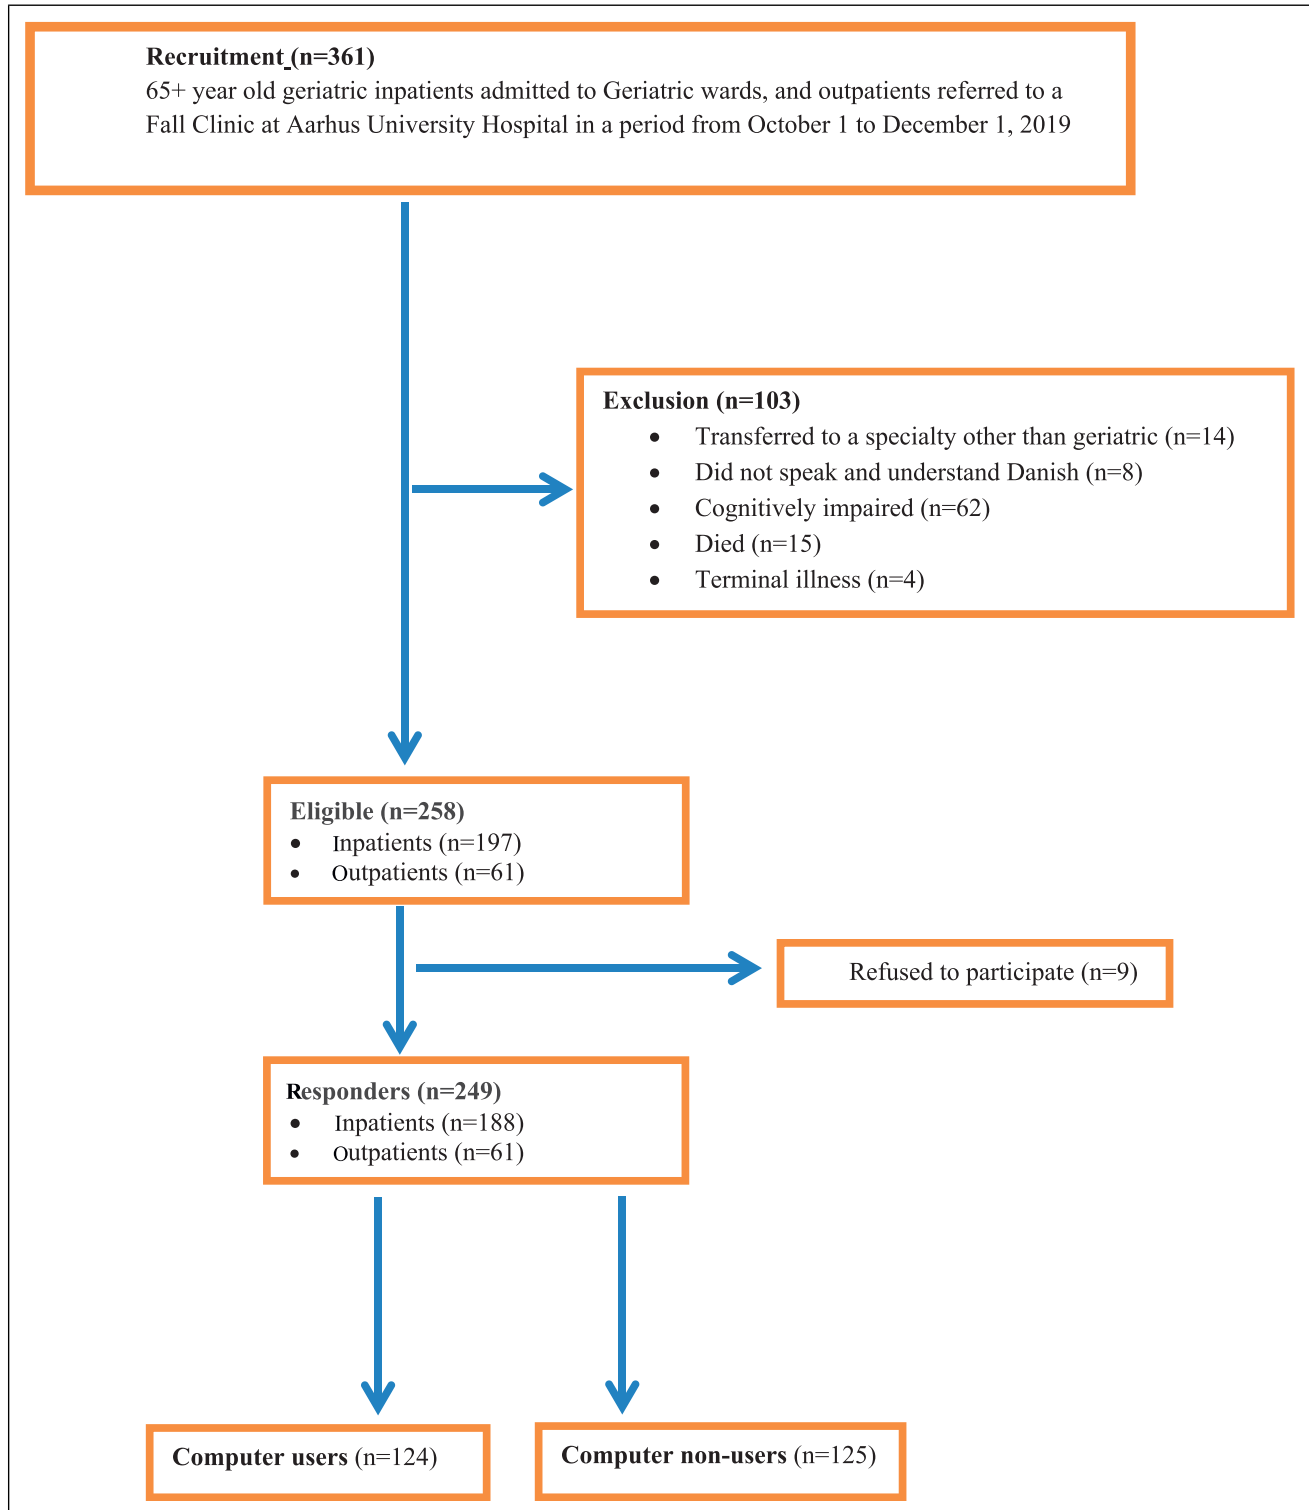 Recruitment (n=361)
65+ year old geriatric inpatients admitted to Geriatric wards, and outpatients referred to a
Fall Clinic at Aarhus University Hospital in a period from October 1 to December 1, 2019
Exclusion (n=103)
• Transferred to a specialty other than geriatric (n=14)
• Did not speak and understand Danish (n=8)
• Cognitively impaired (n=62)
• Died (n=15)
• Terminal illness (n=4)
Eligible (n=258)
• Inpatients (n=197)
• Outpatients (n=61)
Refused to participate (n=9)
Responders (n=249)
• Inpatients (n=188)
• Outpatients (n=61)
Computer users (n=124)
Computer non-users (n=125)